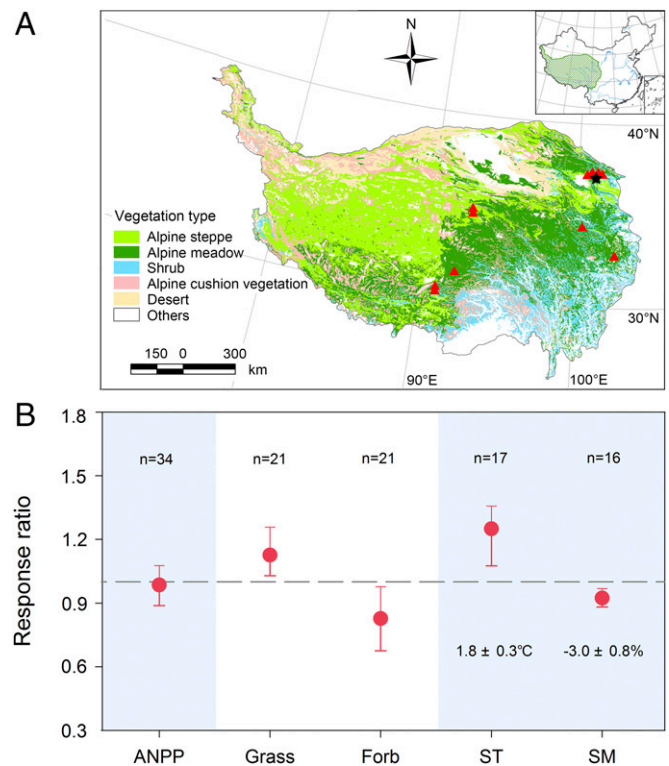 A
N
40°N
Vegetation type
Alpine steppe
Alpine meadow
Shrub
Alpine cushion vegetation
Desert
Others
30°N
150 0 300
km
90°E
100°E
B
Response ratio
1.8
1.5
1.2
0.9
0.6
0.3
n=34
n=21
n=21
n=17
n=16
1.8 ± 0.3℃
-3.0 ± 0.8%
ANPP
Grass
Forb
ST
SM